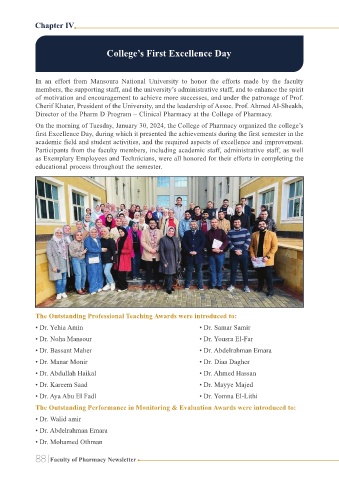 Chapter IV
College's First Excellence Day
In an effort from Mansoura National University to honor the efforts made by the faculty
members, the supporting staff, and the university's administrative staff, and to enhance the spirit
of motivation and encouragement to achieve more successes, and under the patronage of Prof.
Cherif Khater, President of the University, and the leadership of Assoc. Prof. Ahmed Al-Sheakh,
Director of the Pharm D Program – Clinical Pharmacy at the College of Pharmacy.
On the morning of Tuesday, January 30, 2024, the College of Pharmacy organized the college's
first Excellence Day, during which it presented the achievements during the first semester in the
academic field and student activities, and the required aspects of excellence and improvement.
Participants from the faculty members, including academic staff, administrative staff, as well
as Exemplary Employees and Technicians, were all honored for their efforts in completing the
educational process throughout the semester.
The Outstanding Professional Teaching Awards were introduced to:
• Dr. Yehia Amin
• Dr. Noha Mansour
• Dr. Bassant Maher
• Dr. Manar Monir
• Dr. Abdullah Haikal
• Dr. Kareem Saad
• Dr. Aya Abu El Fadl
• Dr. Samar Samir
• Dr. Yousra El-Far
• Dr. Abdelrahman Emara
• Dr. Diaa Dagher
• Dr. Ahmed Hassan
• Dr. Mayye Majed
• Dr. Yomna El-Lithi
The Outstanding Performance in Monitoring & Evaluation Awards were introduced to:
• Dr. Walid amir
• Dr. Abdelrahman Emara
• Dr. Mohamed Othman
88 Faculty of Pharmacy Newsletter